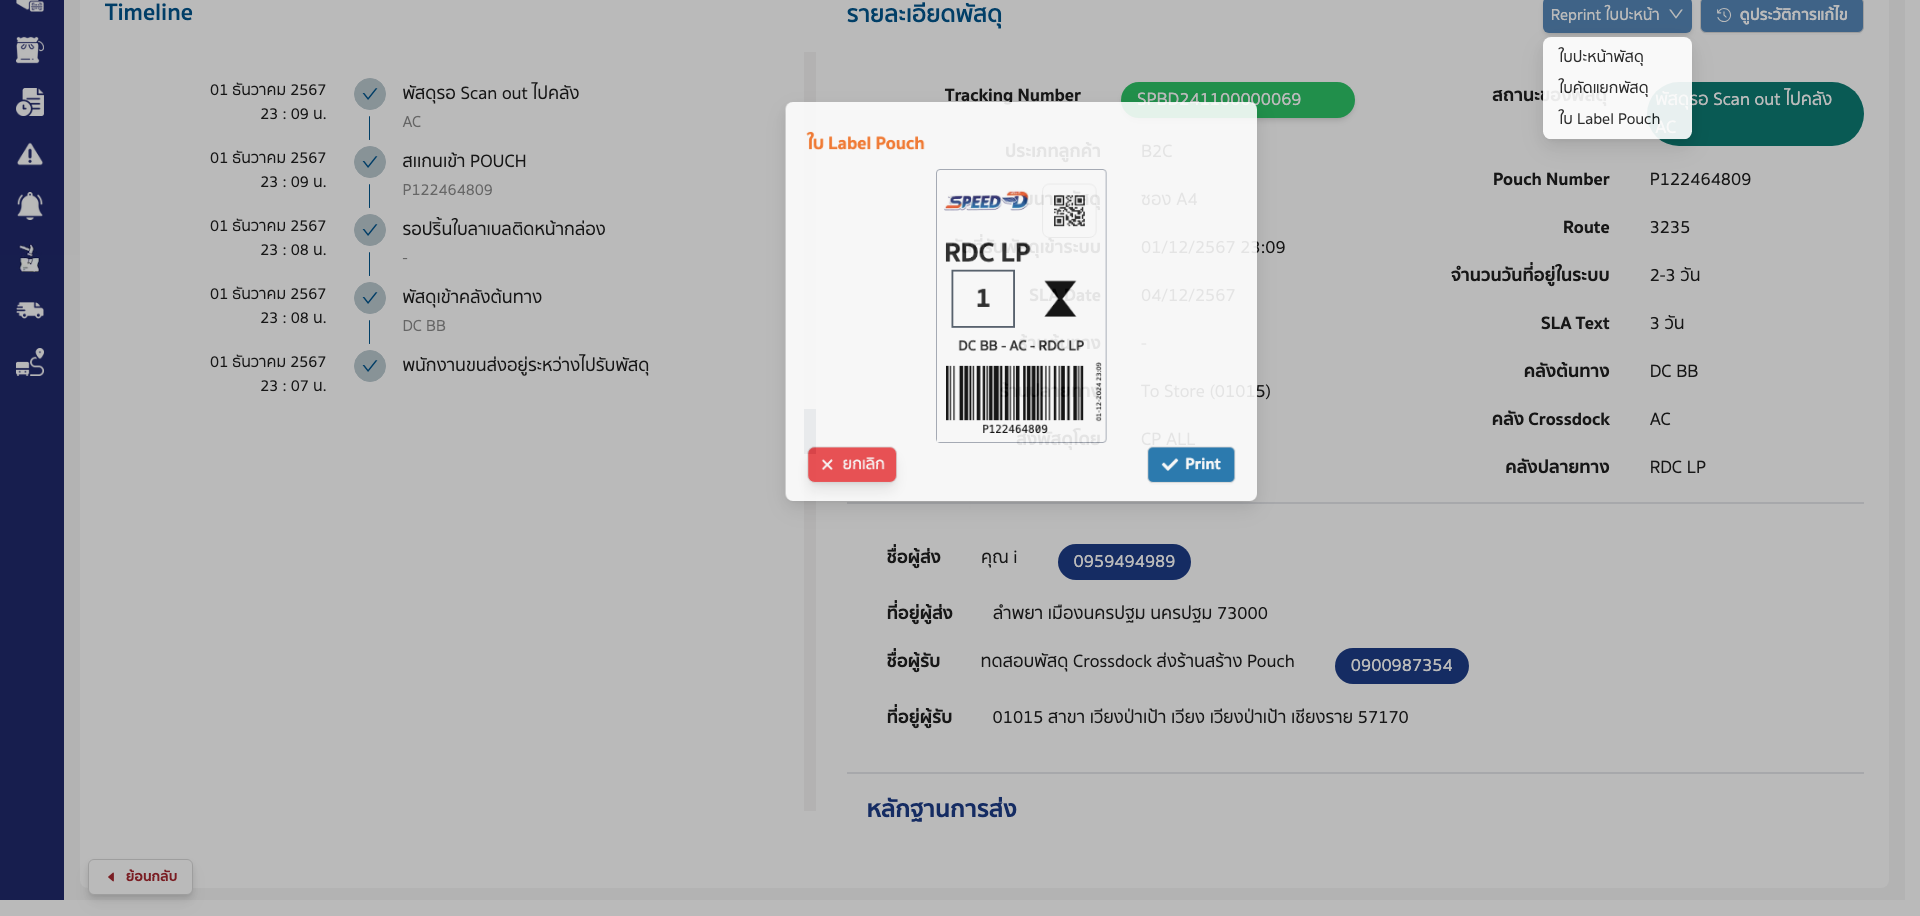 Timeline
01 ธันวาคม 2567
23 : 09 น.
พัสดุรอ Scan out ไปคลัง
AC
01 ธันวาคม 2567
23 : 09 น.
สแกนเข้า POUCH
P122464809
01 ธันวาคม 2567
23 : 08 น.
รอปริ้นใบลาเบลติดหน้ากล่อง
-
01 ธันวาคม 2567
23 : 08 น.
พัสดุเข้าคลังต้นทาง
DC BB
01 ธันวาคม 2567
23 : 07 น.
พนักงานขนส่งอยู่ระหว่างไปรับพัสดุ
ย้อนกลับ
รายละเอียดพัสดุ
Reprint ใบปะหน้า
ดูประวัติการแก้ไข
ใบปะหน้าพัสดุ
ใบคัดแยกพัสดุ
ใบ Label Pouch
Tracking Number SPBD241100000069
สถานะของพัสดุ พัสดุรอ Scan out ไปคลัง
AC
ประเภทลูกค้า B2C
ซอง A4
01/12/2567 23:09
SLA Date 04/12/2567
-
To Store (01015)
ส่งพัสดุโดย CP ALL
Pouch Number P122464809
Route 3235
จำนวนวันที่อยู่ในระบบ 2-3 วัน
SLA Text 3 วัน
คลังต้นทาง DC BB
คลัง Crossdock AC
คลังปลายทาง RDC LP
ใบ Label Pouch
SPEED-D
RDC LP
1
DC BB - AC - RDC LP
01-12-2024 23:09
P122464809
ยกเลิก
Print
ชื่อผู้ส่ง คุณ i 0959494989
ที่อยู่ผู้ส่ง ลำพยา เมืองนครปฐม นครปฐม 73000
ชื่อผู้รับ ทดสอบพัสดุ Crossdock ส่งร้านสร้าง Pouch 0900987354
ที่อยู่ผู้รับ 01015 สาขา เวียงป่าเป้า เวียง เวียงป่าเป้า เชียงราย 57170
หลักฐานการส่ง